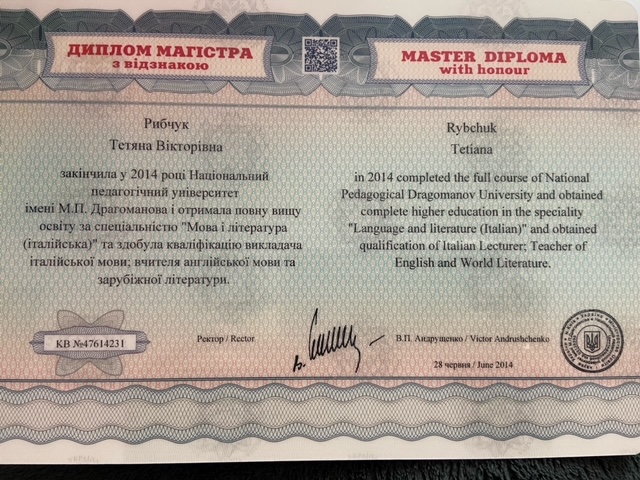 ДИПЛОМ МАГІСТРА
з відзнакою
MASTER DIPLOMA
with honour
Рибчук
Тетяна Вікторівна
закінчила у 2014 році Національний
педагогічний університет
імені М.П. Драгоманова і отримала повну вищу
освіту за спеціальністю "Мова і література
(італійська)" та здобула кваліфікацію викладача
італійської мови; вчителя англійської мови та
зарубіжної літератури.
Rybchuk
Tetiana
in 2014 completed the full course of National
Pedagogical Dragomanov University and obtained
complete higher education in the speciality
"Language and literature (Italian)" and obtained
qualification of Italian Lecturer; Teacher of
English and World Literature.
КВ №47614231
Ректор / Rector
В.П. Андрущенко / Victor Andrushchenko
28 червня / June 2014